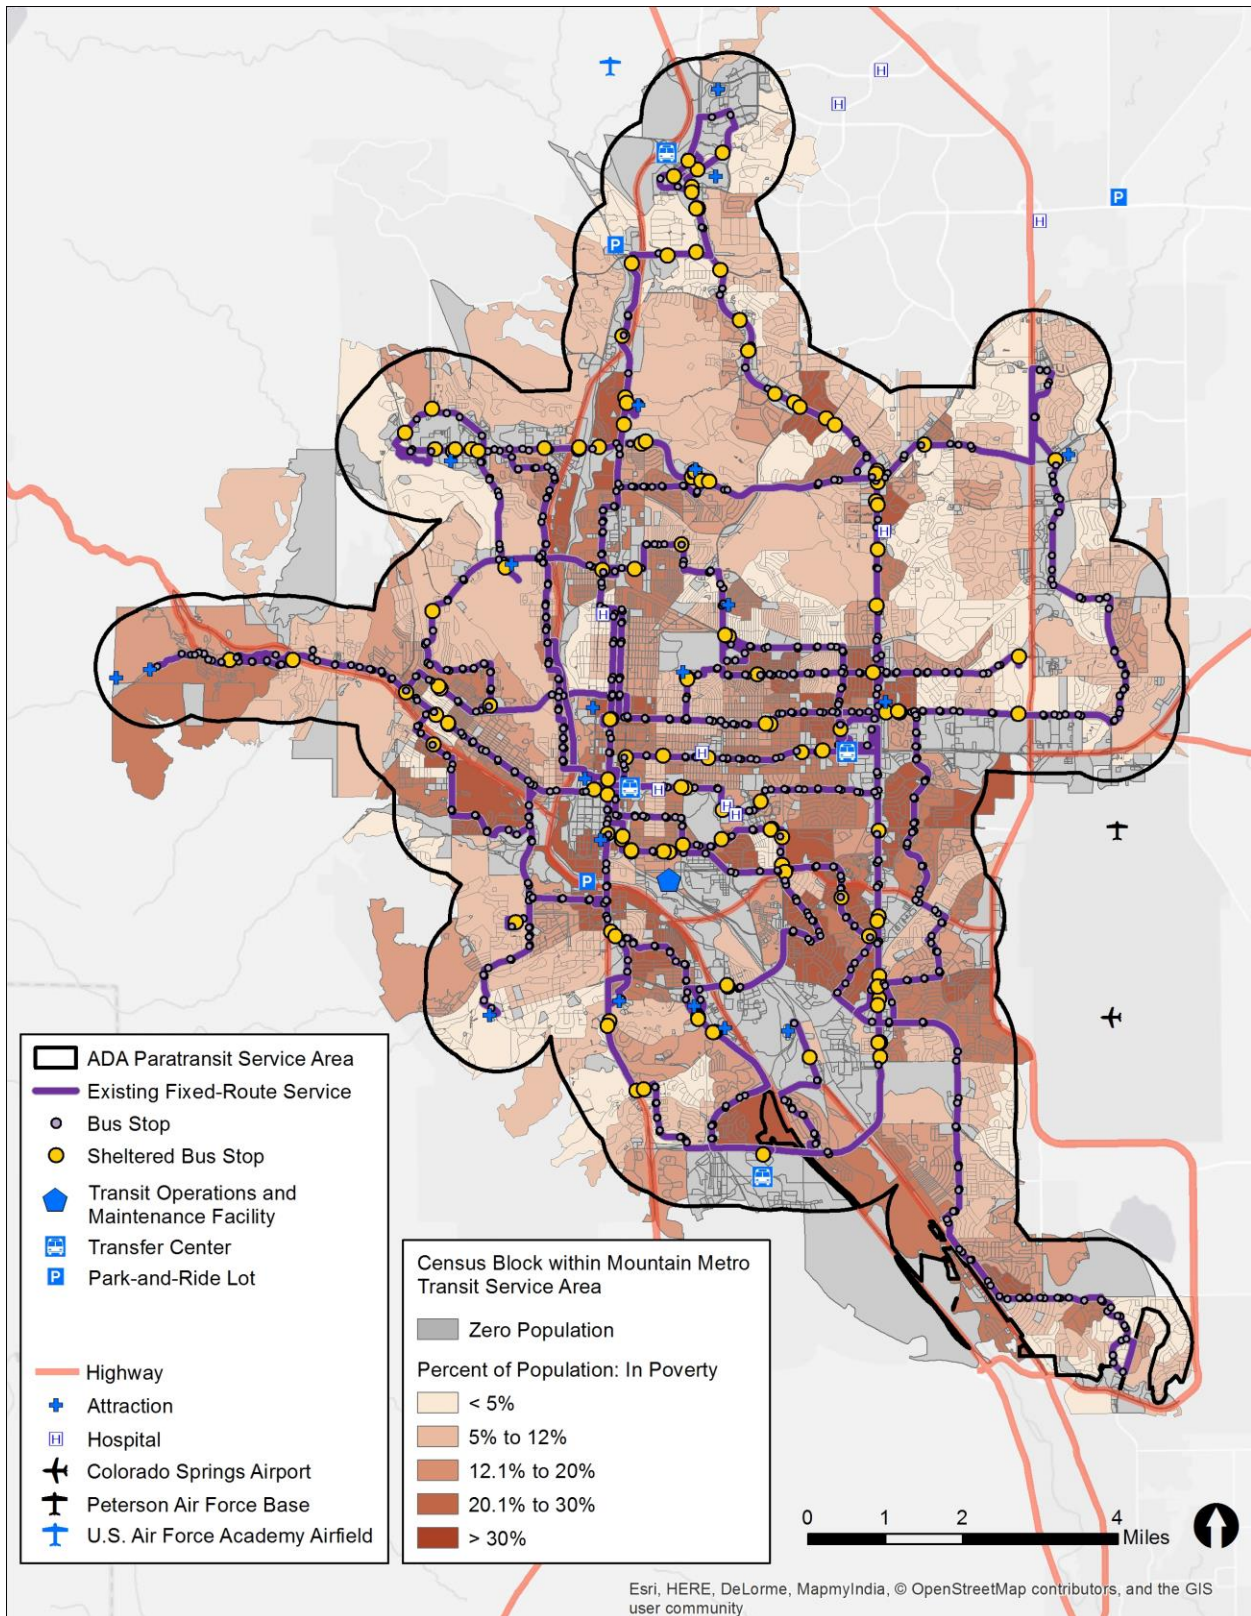 H
H
P
H
P
H
H
H
H
H
H
P
ADA Paratransit Service Area
Existing Fixed-Route Service
Bus Stop
Sheltered Bus Stop
Transit Operations and
Maintenance Facility
Transfer Center
P Park-and-Ride Lot
Highway
Attraction
H Hospital
Colorado Springs Airport
Peterson Air Force Base
U.S. Air Force Academy Airfield
Census Block within Mountain Metro
Transit Service Area
Zero Population
Percent of Population: In Poverty
< 5%
5% to 12%
12.1% to 20%
20.1% to 30%
> 30%
0 1 2 4
Miles
Esri, HERE, DeLorme, MapmyIndia, © OpenStreetMap contributors, and the GIS
user community